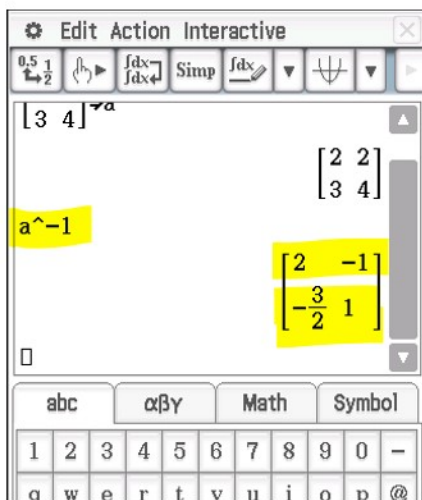 Edit Action Interactive
0.5 1/2 ∫dx ∫dx Simp ∫dx
[3 4]→a
[2 2]
[3 4]
a^-1
[2 -1]
[-3/2 1]
abc αβγ Math Symbol
1 2 3 4 5 6 7 8 9 0 −
q w e r t y u i o p @